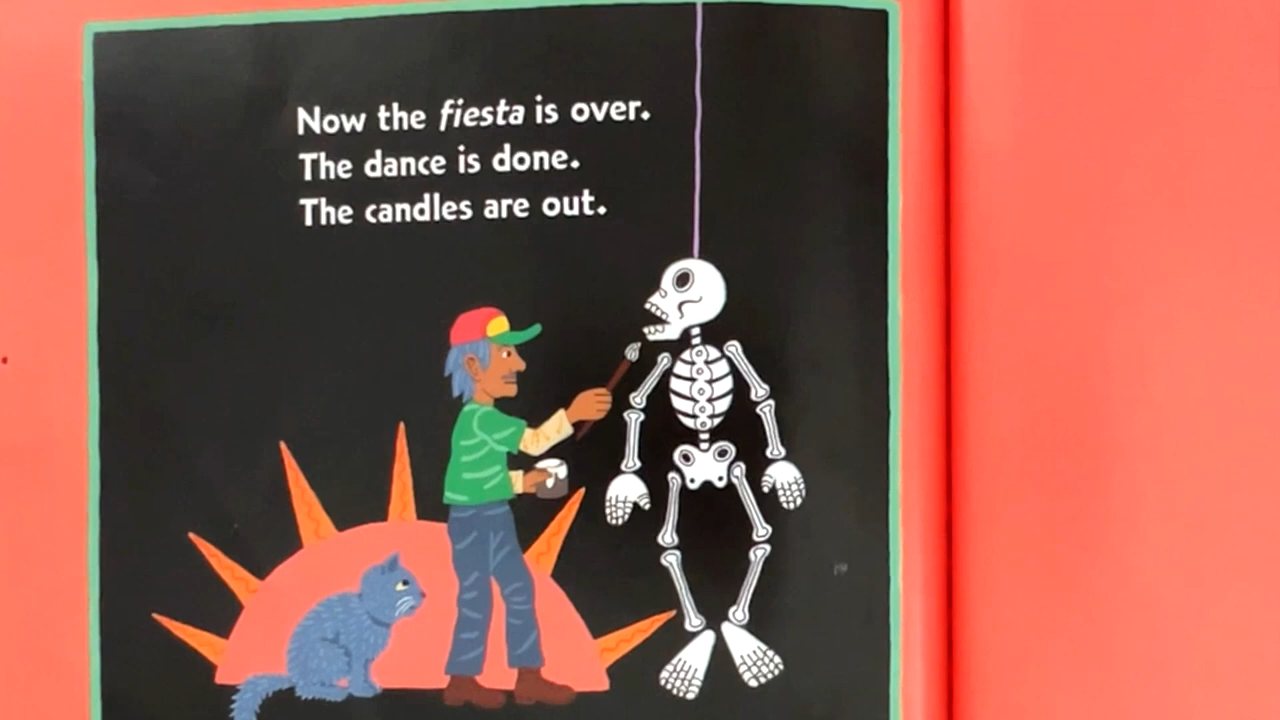 Now the fiesta is over.
The dance is done.
The candles are out.